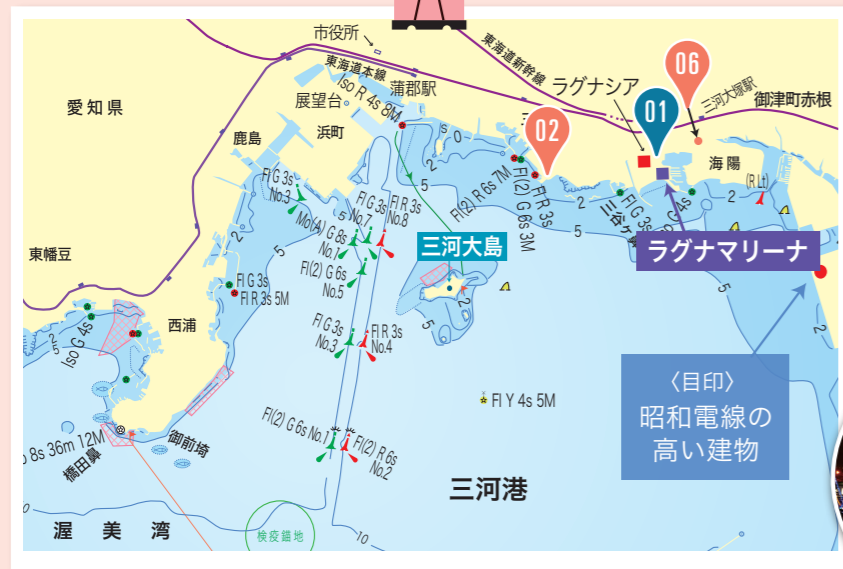 市役所
東海道本線
東海道新幹線
蒲郡駅
Iso R 4s 8M
展望台
愛知県
浜町
鹿島
ラグナシア
06
01
02
三河大塚駅
御津町赤根
海陽
(R Lt)
Fl G 3s
No.3
Mo(A) G 8s
No.1
Fl G 3s
No.7
Fl R 3s
No.8
Fl(2) G 6s
No.5
Fl(2) R 6s 7M
Fl(2) G 6s 3M
Fl R 3s
Fl G 3s
三谷ヶ
G 4s
三河大島
ラグナマリーナ
東幡豆
Fl G 3s
Fl R 3s 5M
西浦
Iso G 4s
Fl G 3s
No.3
Fl R 3s
No.4
〈目印〉
昭和電線の
高い建物
Fl Y 4s 5M
Fl(2) G 6s No.1
Fl(2) R 6s
No.2
8s 36m 12M
橋田鼻
御前埼
三河港
渥美湾
検疫錨地
0
2
5
10